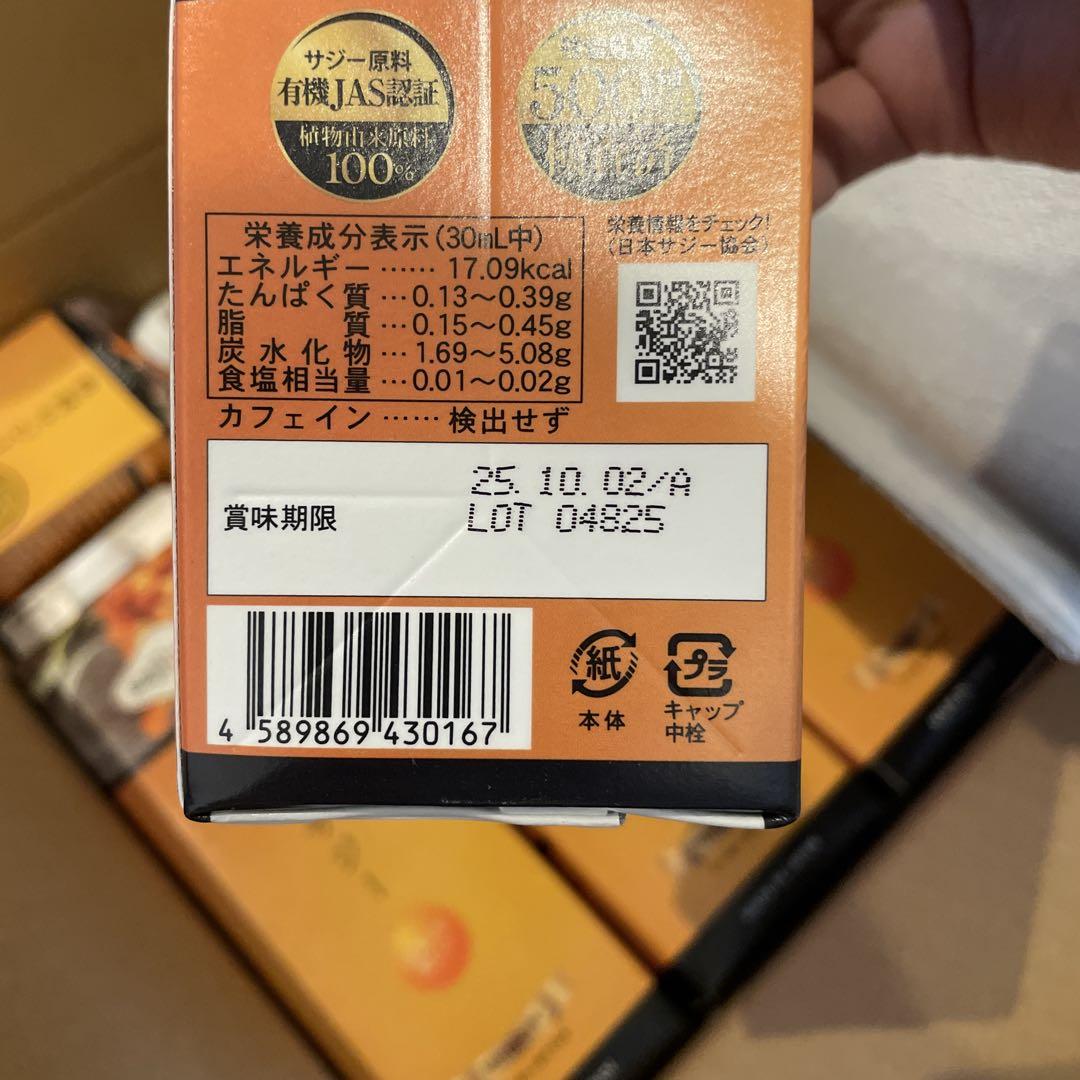 サジー原料
有機JAS認証
植物由来原料
100%
500
栄養成分表示(30mL中)
エネルギー……17.09kcal
たんぱく質…0.13〜0.39g
脂質…0.15〜0.45g
炭水化物…1.69〜5.08g
食塩相当量…0.01〜0.02g
カフェイン……検出せず
栄養情報をチェック!
(日本サジー協会)
賞味期限
25.10.02/A
LOT 04825
4 589869 430167
紙
本体
プラ
キャップ
中栓